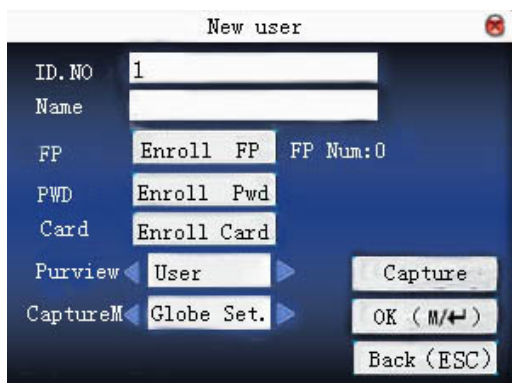 New user
ID.NO 1
Name
FP Enroll FP FP Num:0
PWD Enroll Pwd
Card Enroll Card
Purview User Capture
CaptureM Globe Set. OK (M/↵)
Back(ESC)